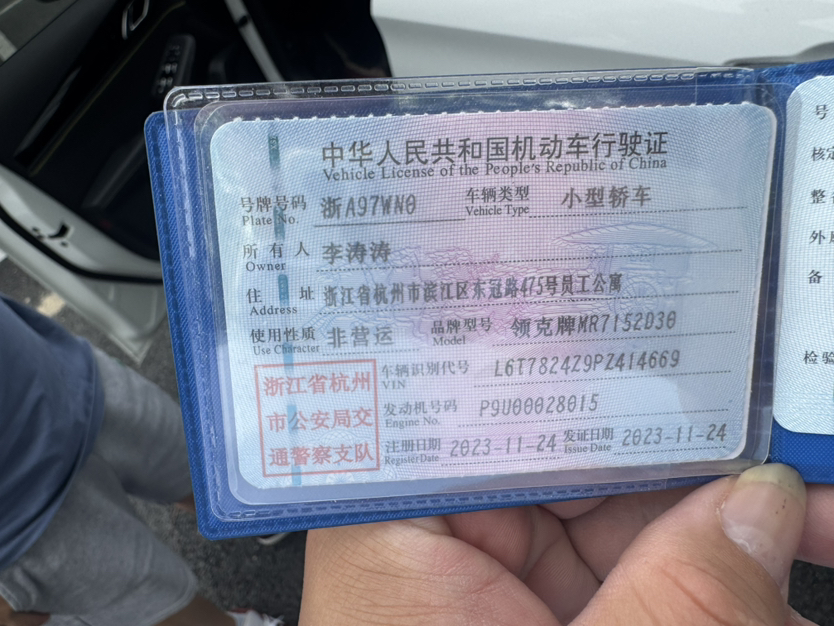 中华人民共和国机动车行驶证
Vehicle License of the People's Republic of China
号牌号码 浙A97WN0 车辆类型 小型轿车
Plate No. Vehicle Type
所有人 李涛涛
Owner
住址 浙江省杭州市滨江区东冠路475号员工公寓
Address
使用性质 非营运 品牌型号 领克牌MR7152D30
Use Character Model
浙江省杭州
市公安局交
通警察支队
车辆识别代号 L6T7824Z9PZ414669
VIN
发动机号码 P9U00028015
Engine No.
注册日期 2023-11-24 发证日期 2023-11-24
Register Date Issue Date
号
核定
整
外
备
检验